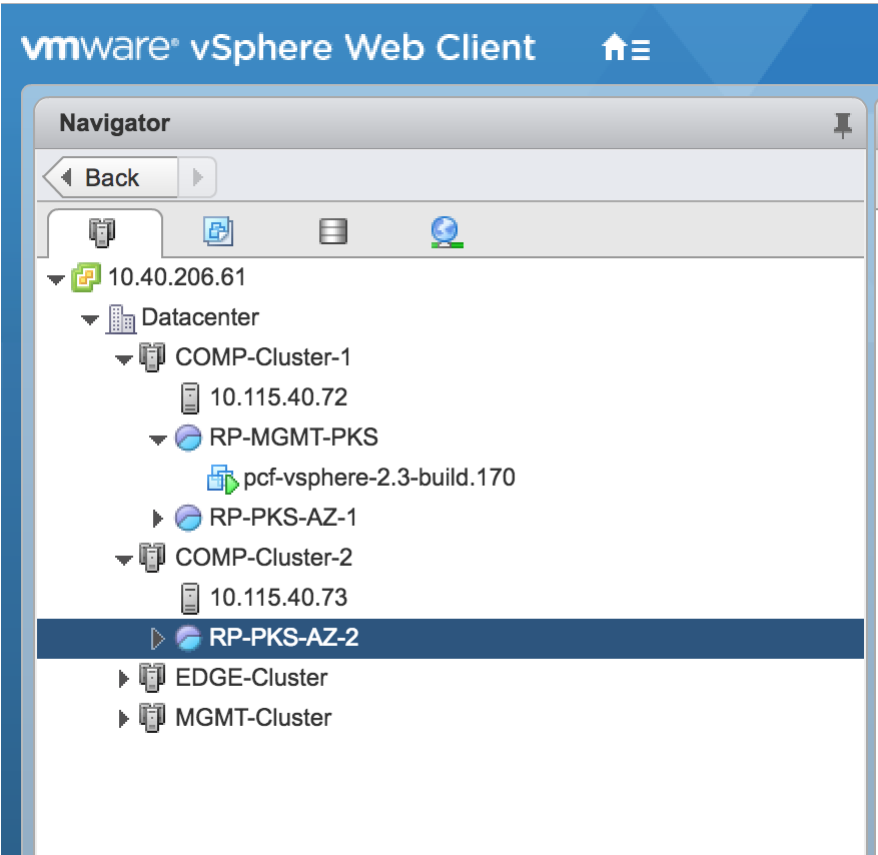 vmware® vSphere Web Client
Navigator
Back
10.40.206.61
Datacenter
COMP-Cluster-1
10.115.40.72
RP-MGMT-PKS
pcf-vsphere-2.3-build.170
RP-PKS-AZ-1
COMP-Cluster-2
10.115.40.73
RP-PKS-AZ-2
EDGE-Cluster
MGMT-Cluster